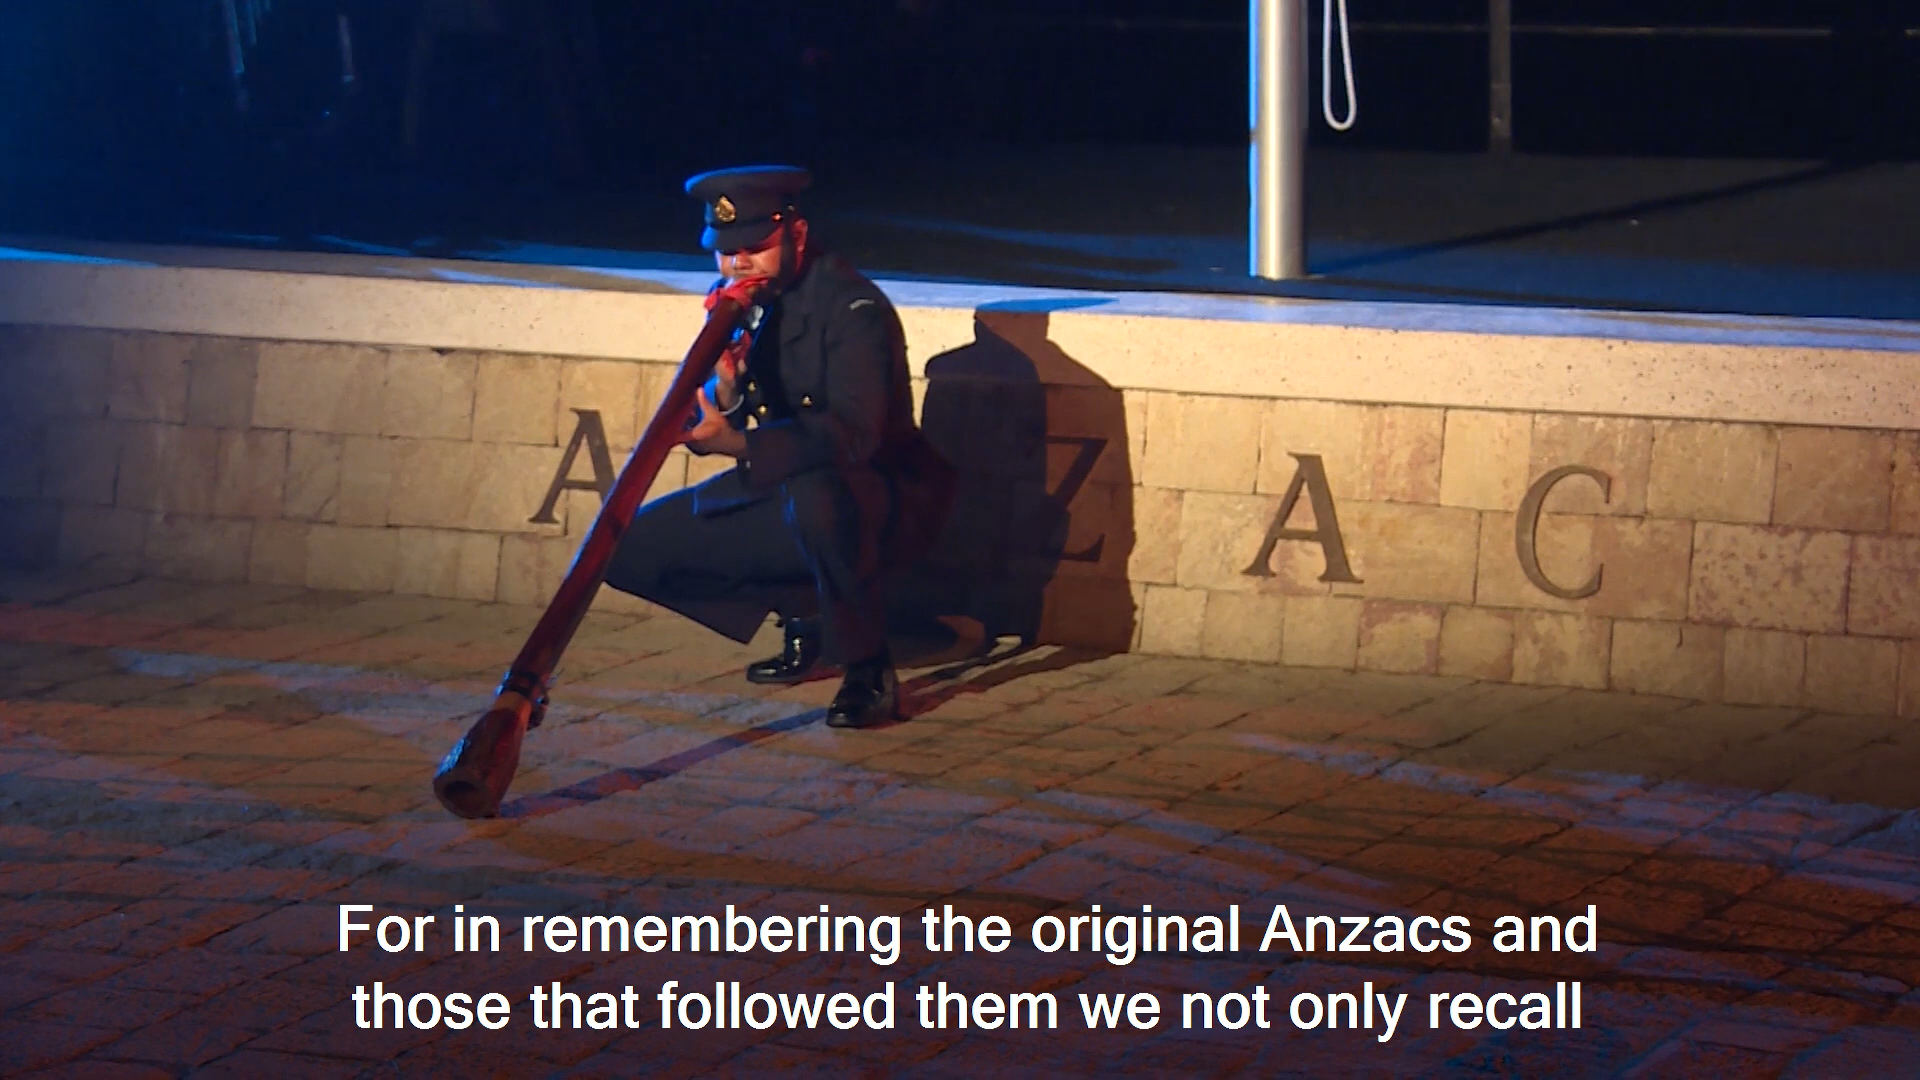 A Z A C
For in remembering the original Anzacs and
those that followed them we not only recall